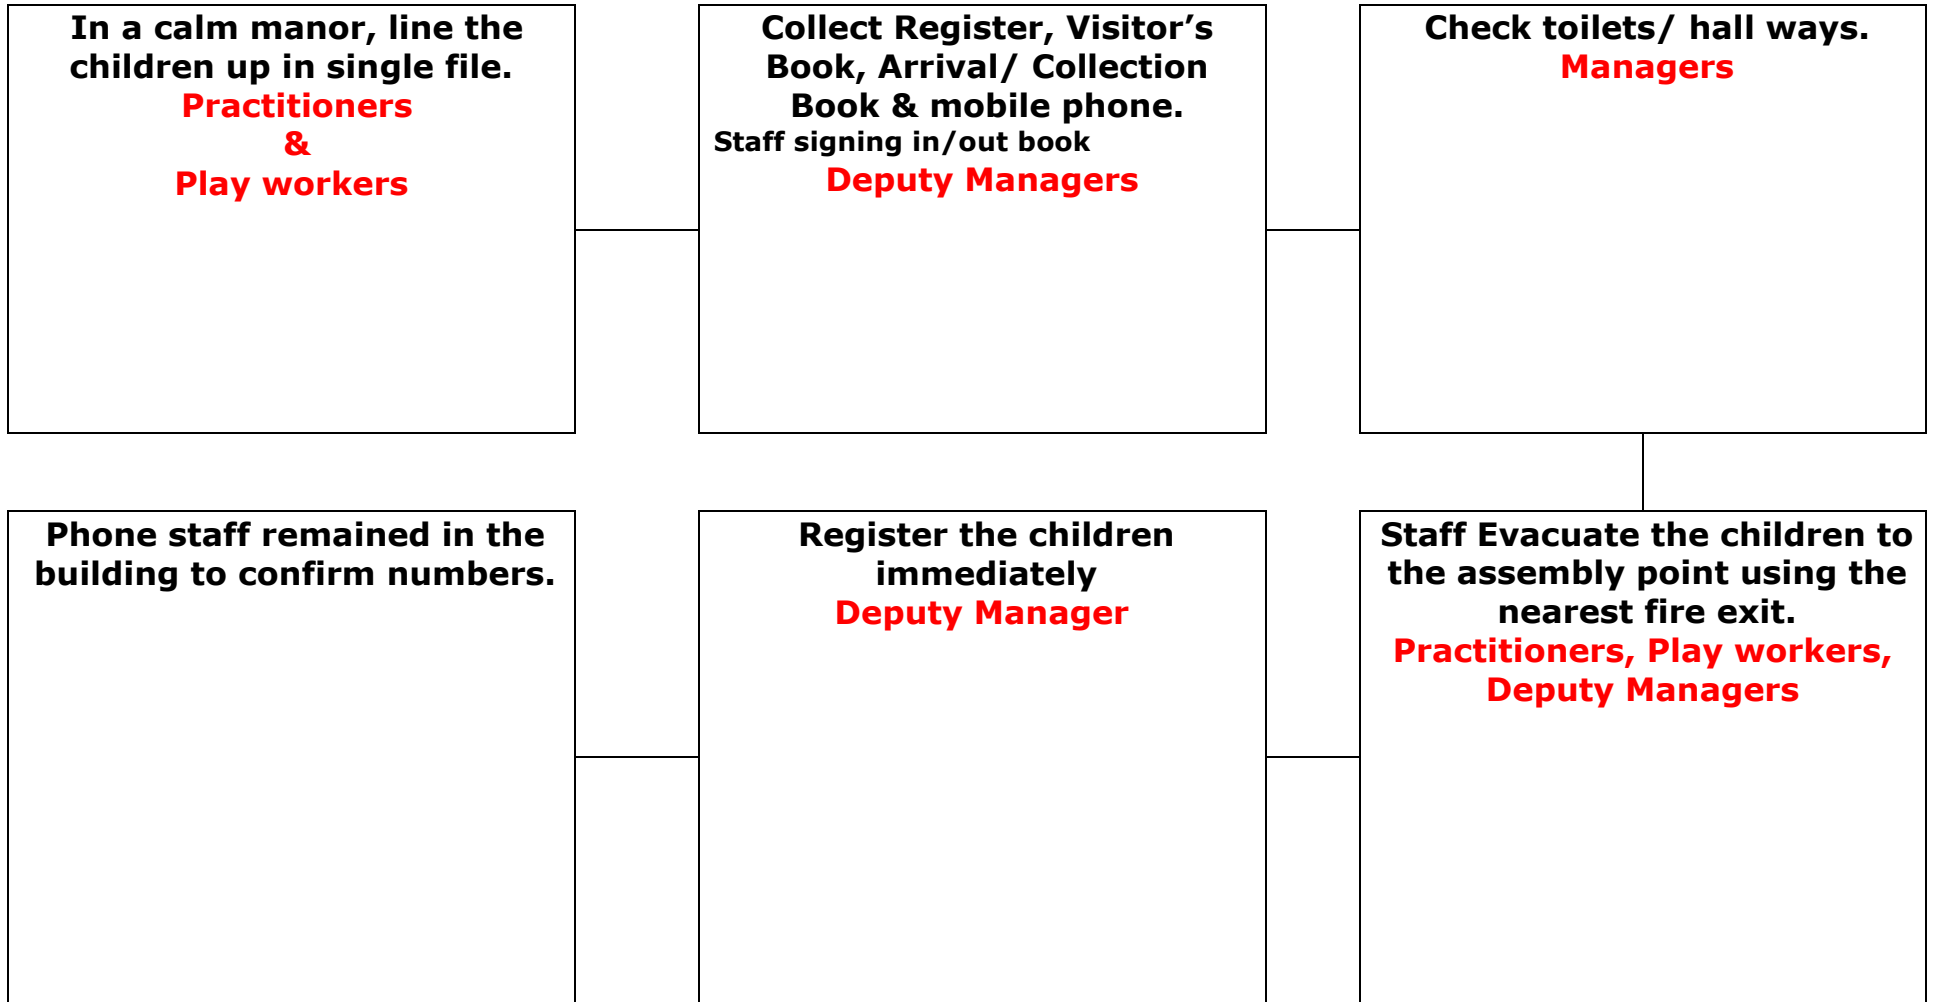 In a calm manor, line the
children up in single file.
Practitioners
&
Play workers
Collect Register, Visitor’s
Book, Arrival/ Collection
Book & mobile phone.
Staff signing in/out book
Deputy Managers
Check toilets/ hall ways.
Managers
Staff Evacuate the children to
the assembly point using the
nearest fire exit.
Practitioners, Play workers,
Deputy Managers
Register the children
immediately
Deputy Manager
Phone staff remained in the
building to confirm numbers.